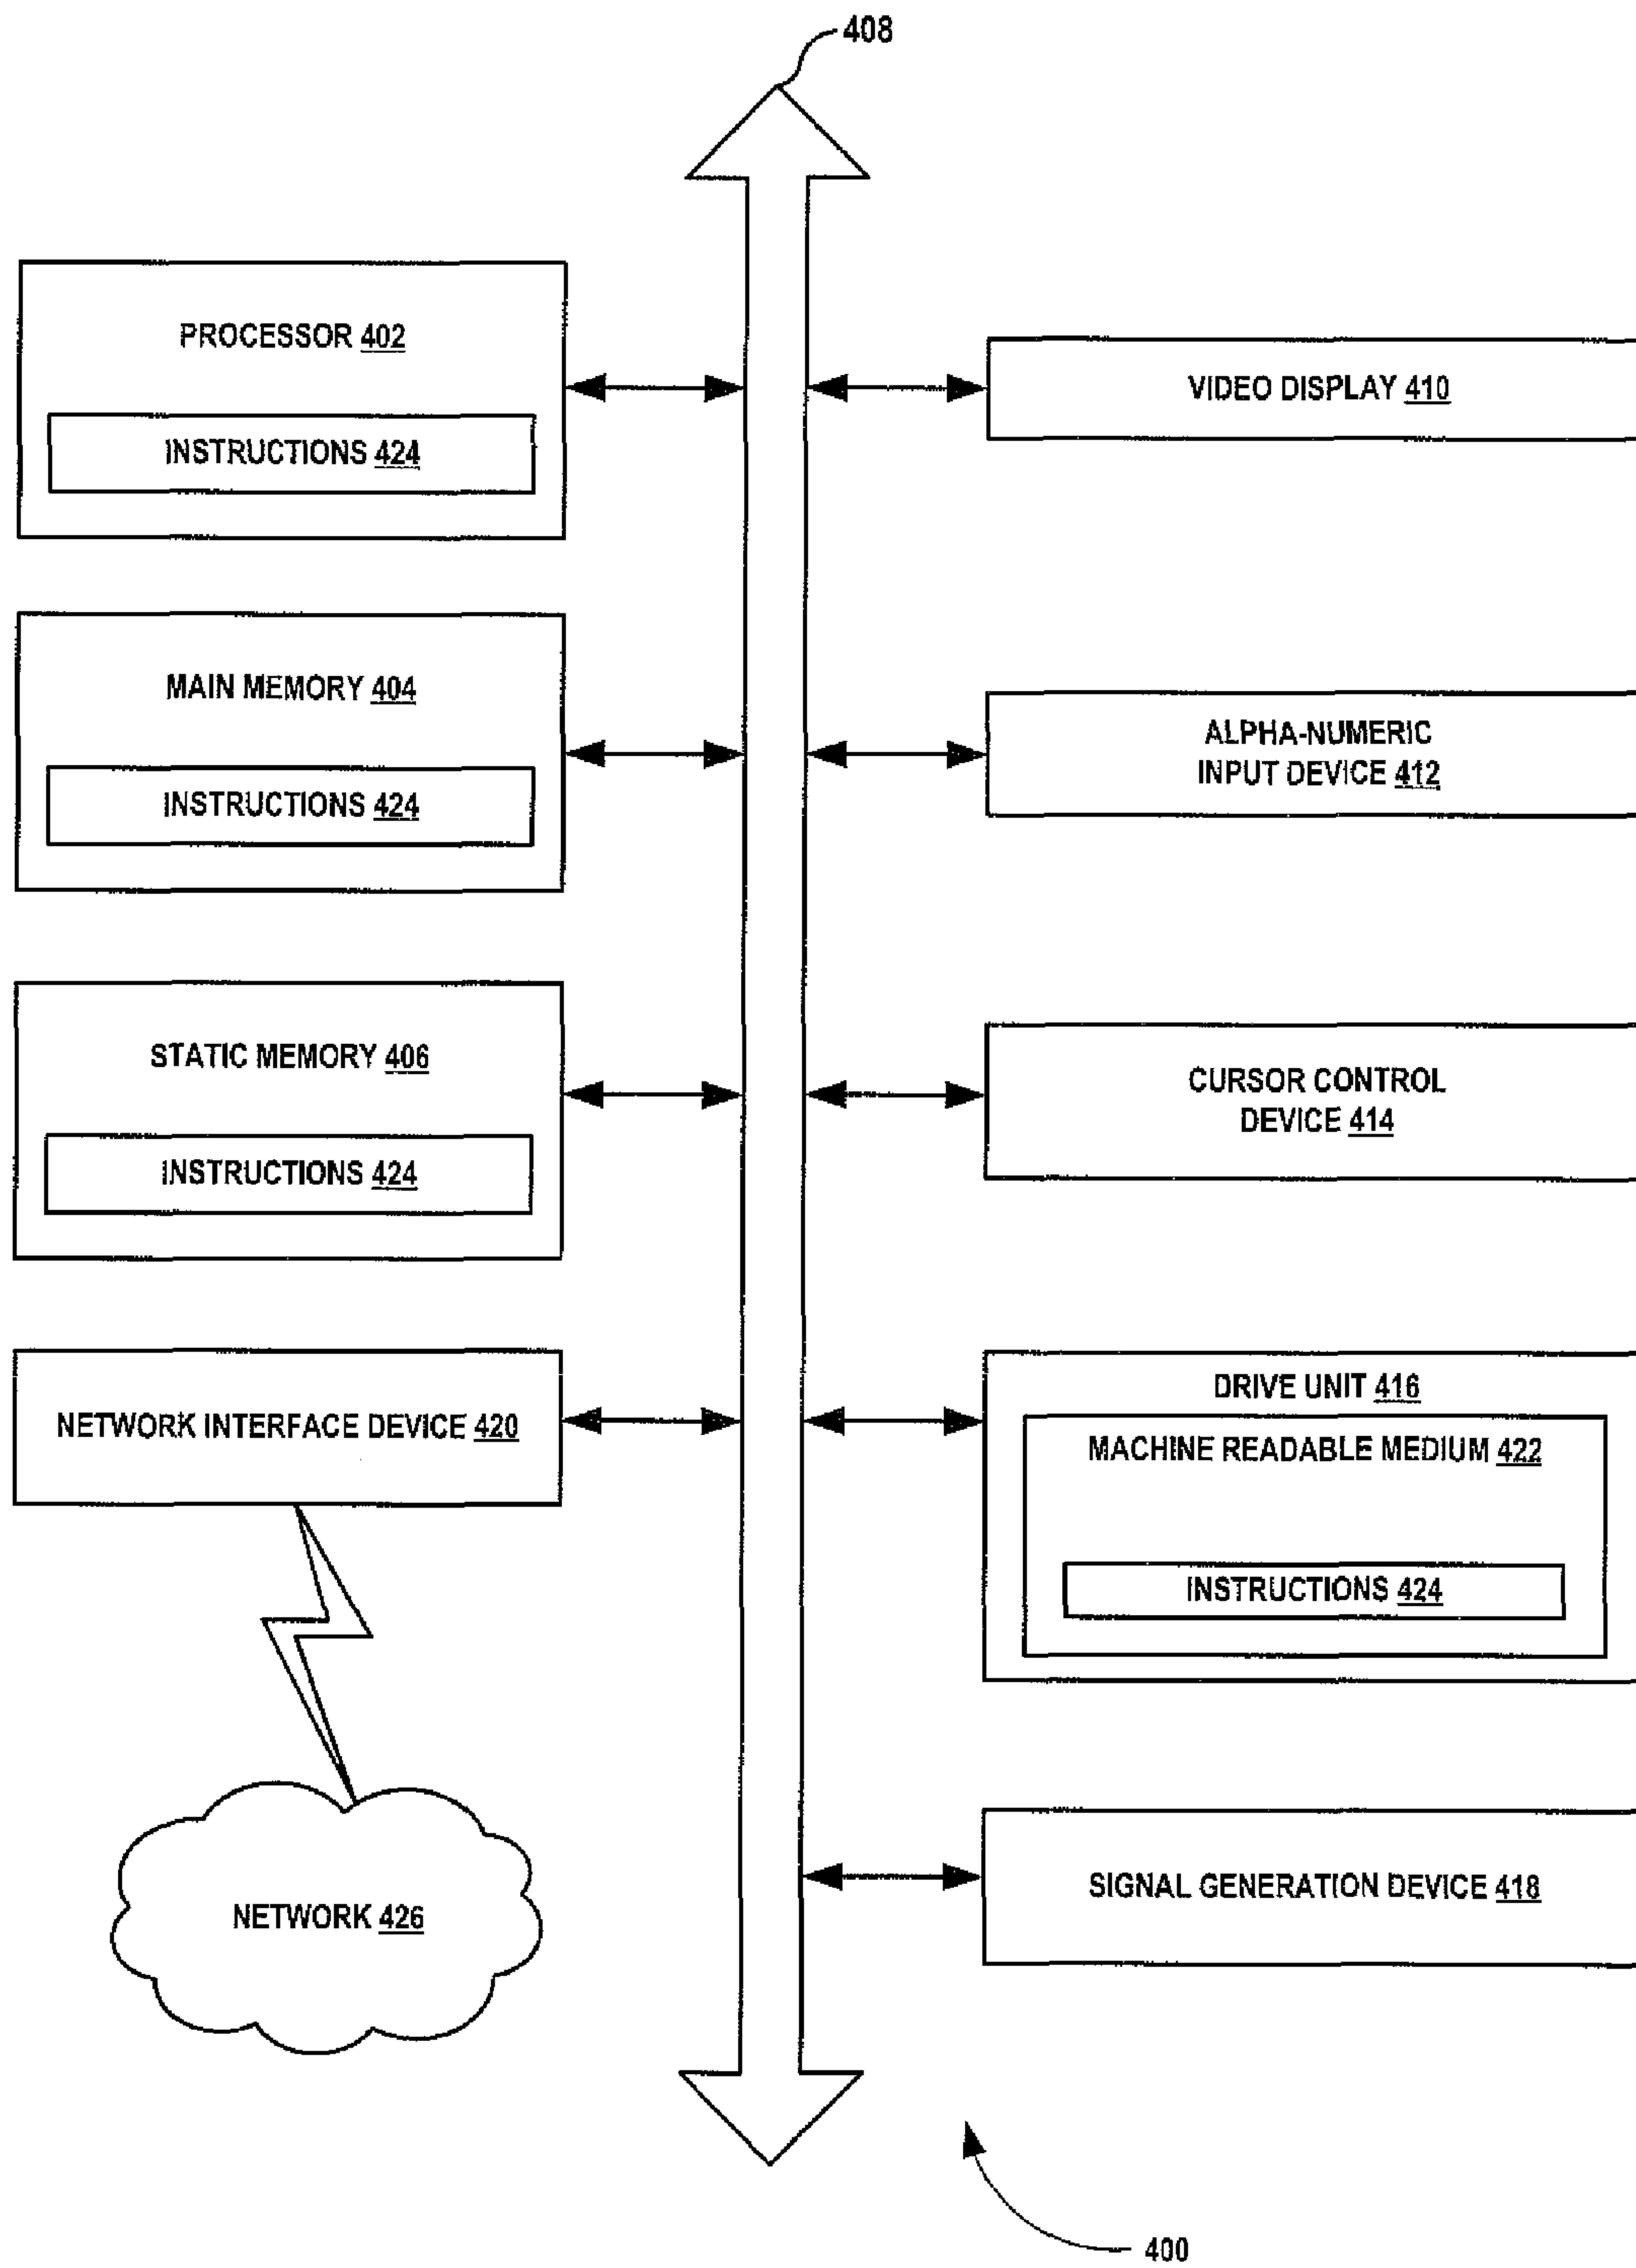 408
PROCESSOR 402
INSTRUCTIONS 424
MAIN MEMORY 404
INSTRUCTIONS 424
STATIC MEMORY 406
INSTRUCTIONS 424
NETWORK INTERFACE DEVICE 420
NETWORK 426
VIDEO DISPLAY 410
ALPHA-NUMERIC
INPUT DEVICE 412
CURSOR CONTROL
DEVICE 414
DRIVE UNIT 416
MACHINE READABLE MEDIUM 422
INSTRUCTIONS 424
SIGNAL GENERATION DEVICE 418
400